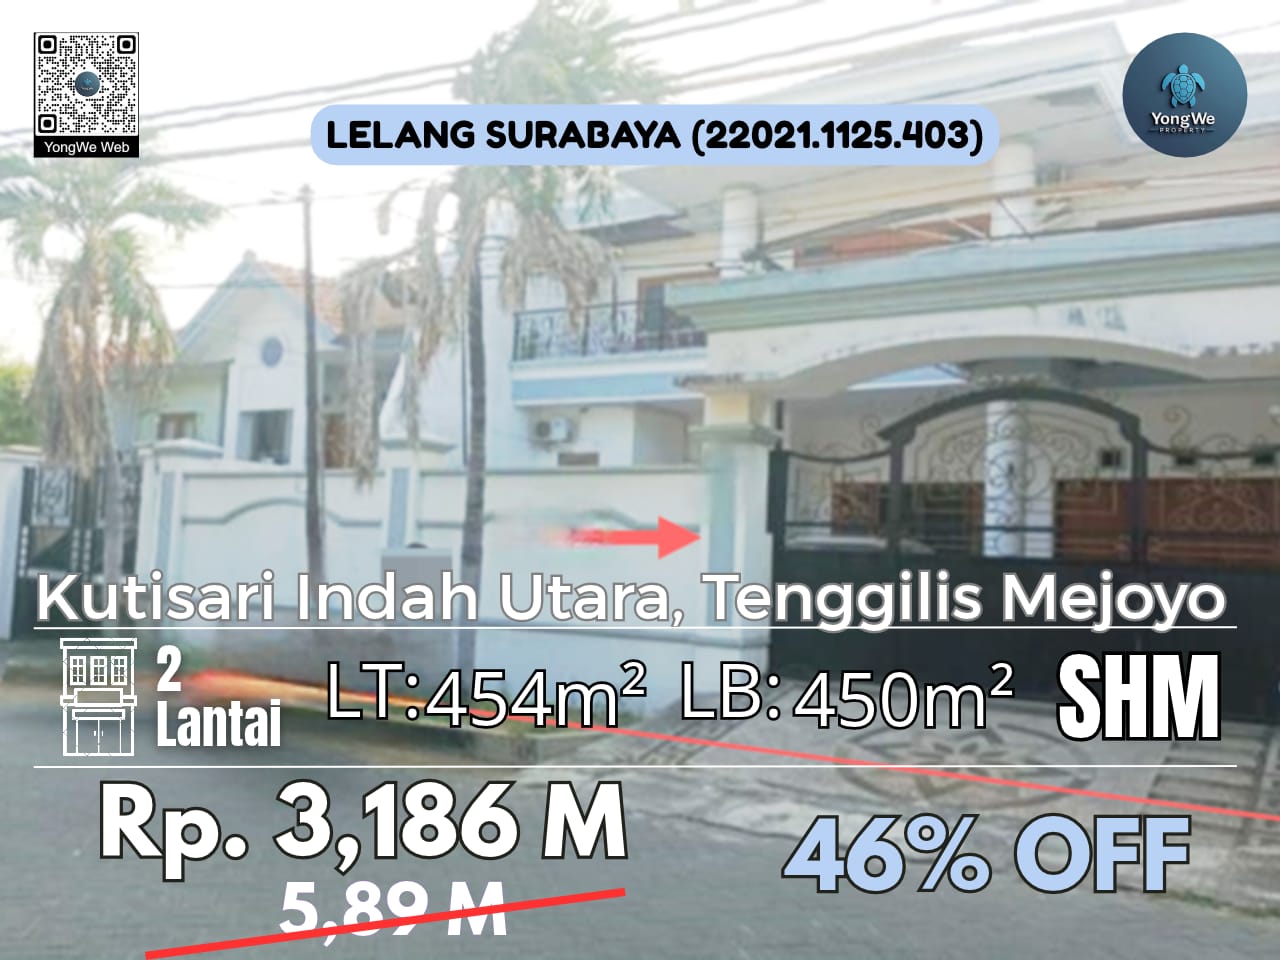 YongWe Web
LELANG SURABAYA (22021.1125.403)
YongWe
PROPERTY
Kutisari Indah Utara, Tenggilis Mejoyo
2
Lantai
LT: 454m² LB: 450m² SHM
Rp. 3,186 M
5,89 M
46% OFF